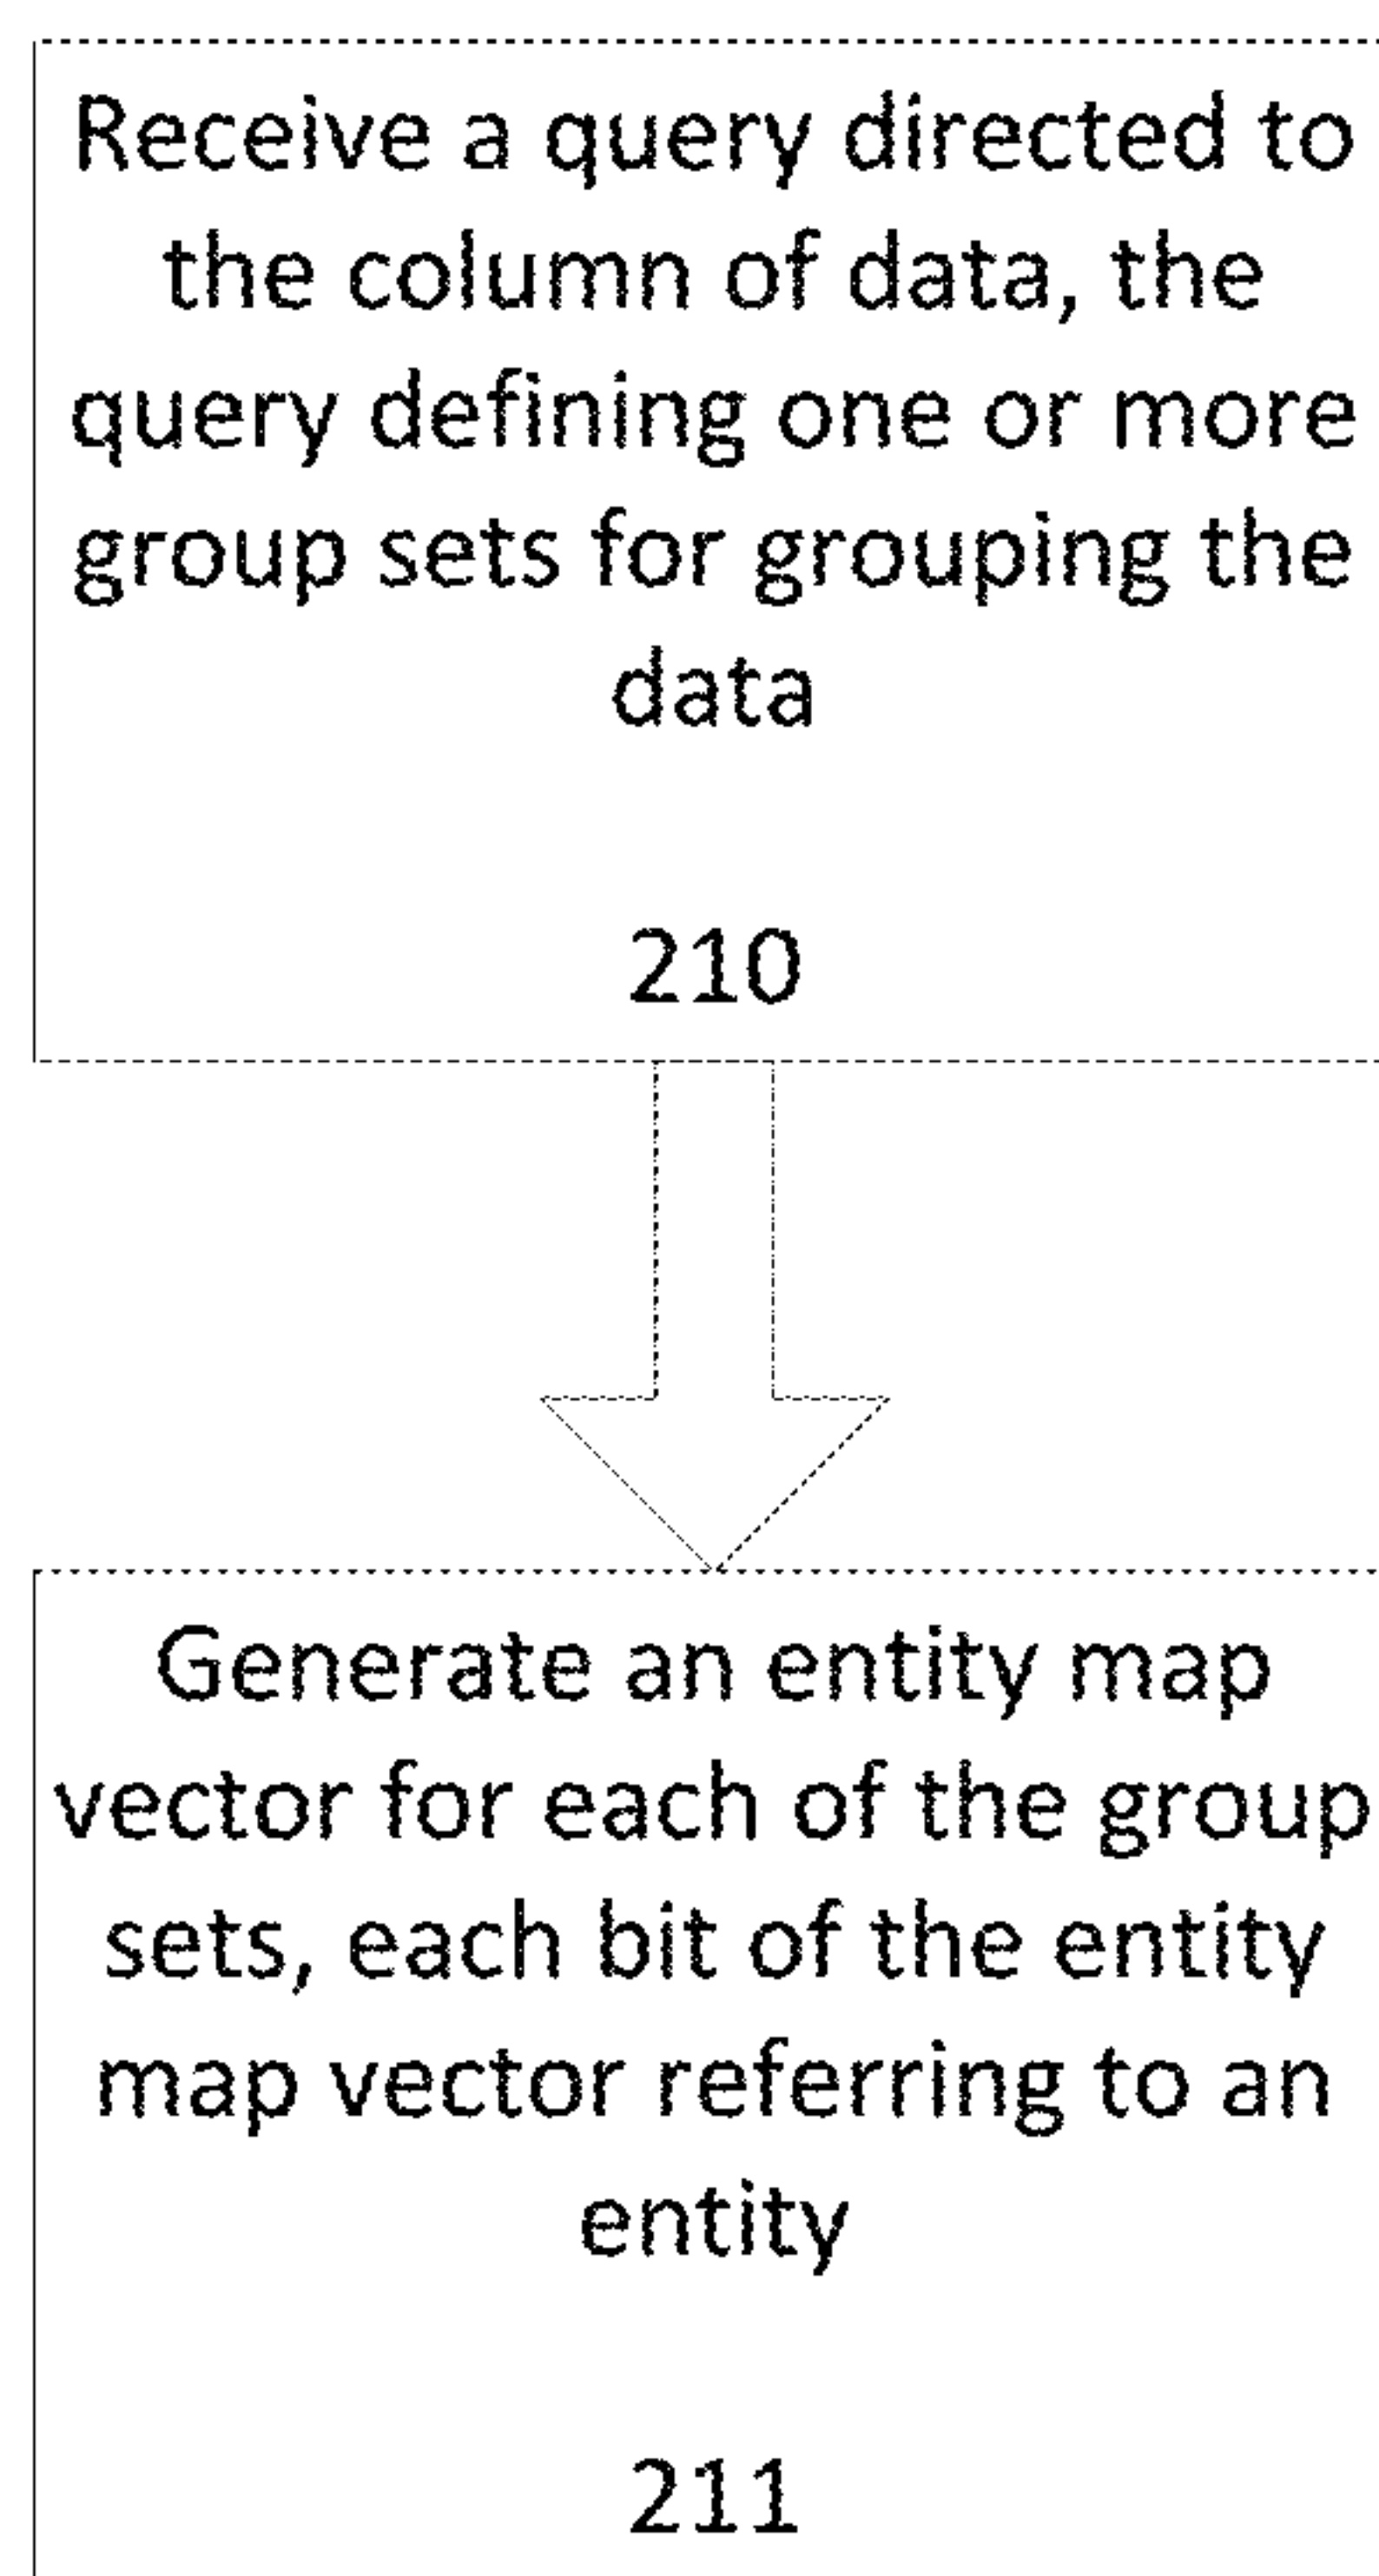 Receive a query directed to
the column of data, the
query defining one or more
group sets for grouping the
data
210
Generate an entity map
vector for each of the group
sets, each bit of the entity
map vector referring to an
entity
211